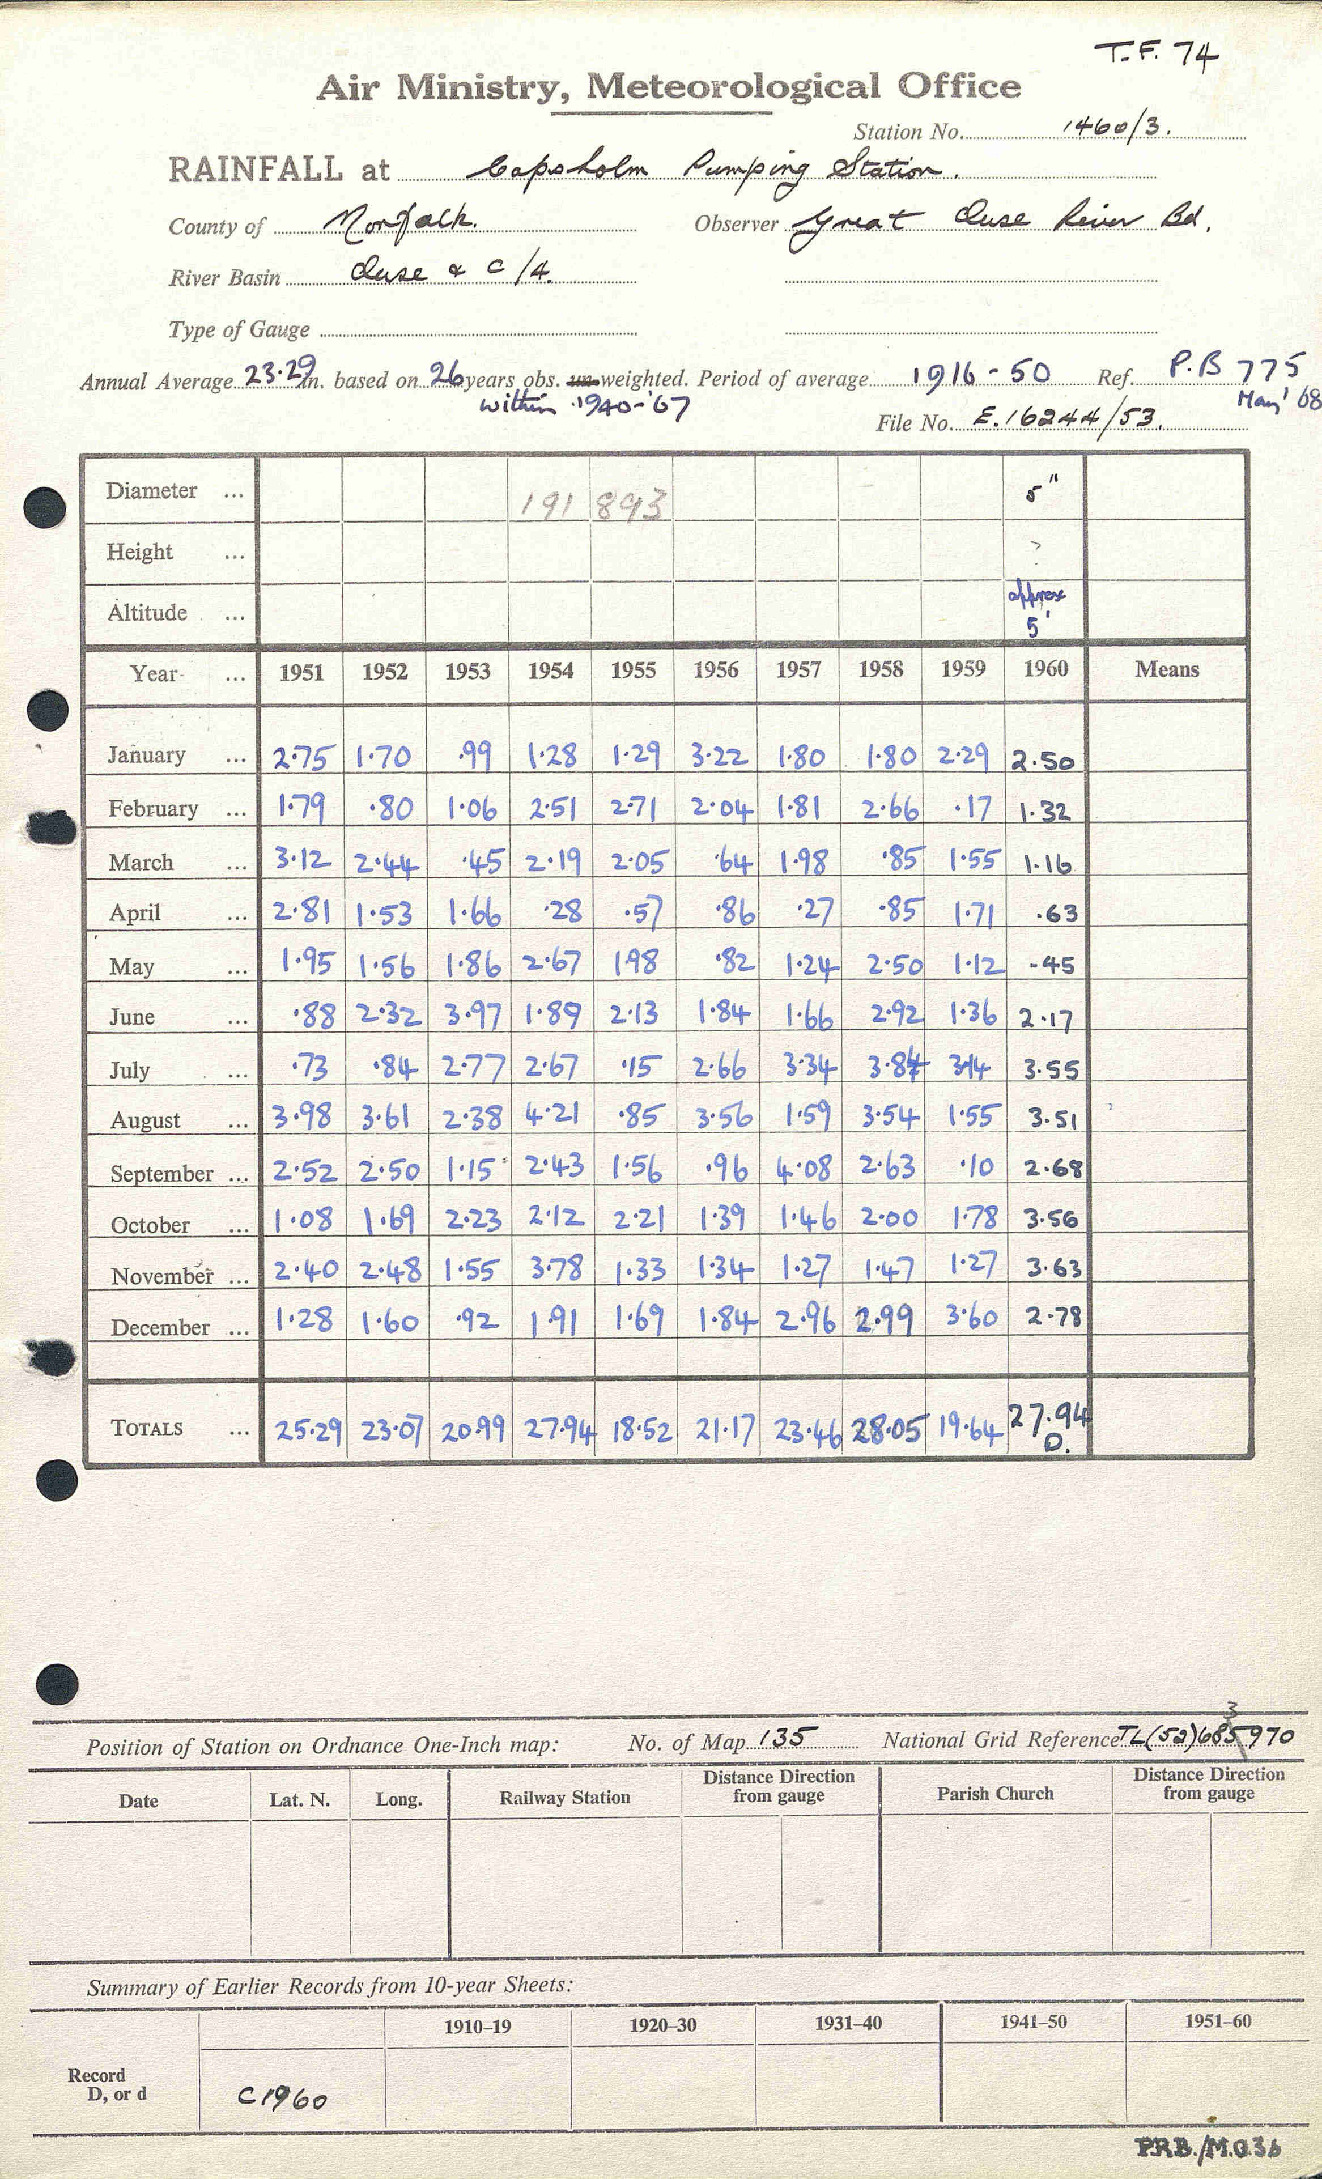 T.F. 74
Air Ministry, Meteorological Office
Station No. 1460/3.
RAINFALL at Capsholm Pumping Station.
County of Norfolk. Observer Great Ouse River Bd.
River Basin Ouse & C/4.
Type of Gauge
Annual Average 23.29 in. based on 26 years obs. un-weighted. Period of average 1916-50 Ref. P.B 775
within 1940-'67 May '68
File No. E.16244/53.
Diameter ... 191 893 5"
Height ... ?
Altitude ... approx 5'
Year ... 1951 1952 1953 1954 1955 1956 1957 1958 1959 1960 Means
January ... 2.75 1.70 .99 1.28 1.29 3.22 1.80 1.80 2.29 2.50
February ... 1.79 .80 1.06 2.51 2.71 2.04 1.81 2.66 .17 1.32
March ... 3.12 2.44 .45 2.19 2.05 .64 1.98 .85 1.55 1.16
April ... 2.81 1.53 1.66 .28 .57 .86 .27 .85 1.71 .63
May ... 1.95 1.56 1.86 2.67 1.98 .82 1.24 2.50 1.12 .45
June ... .88 2.32 3.97 1.89 2.13 1.84 1.66 2.92 1.36 2.17
July ... .73 .84 2.77 2.67 .15 2.66 3.34 3.84 3.14 3.55
August ... 3.98 3.61 2.38 4.21 .85 3.56 1.59 3.54 1.55 3.51
September ... 2.52 2.50 1.15 2.43 1.56 .96 4.08 2.63 .10 2.68
October ... 1.08 1.69 2.23 2.12 2.21 1.39 1.46 2.00 1.78 3.56
November ... 2.40 2.48 1.55 3.78 1.33 1.34 1.27 1.47 1.27 3.63
December ... 1.28 1.60 .92 1.91 1.69 1.84 2.96 2.99 3.60 2.78
TOTALS ... 25.29 23.07 20.99 27.94 18.52 21.17 23.46 28.05 19.64 27.94
D.
3
Position of Station on Ordnance One-Inch map: No. of Map 135 National Grid Reference TL(52)685970
Date Lat. N. Long. Railway Station Distance Direction from gauge Parish Church Distance Direction from gauge
Summary of Earlier Records from 10-year Sheets:
1910-19 1920-30 1931-40 1941-50 1951-60
Record
D, or d C1960
P.R.B./M.O.36